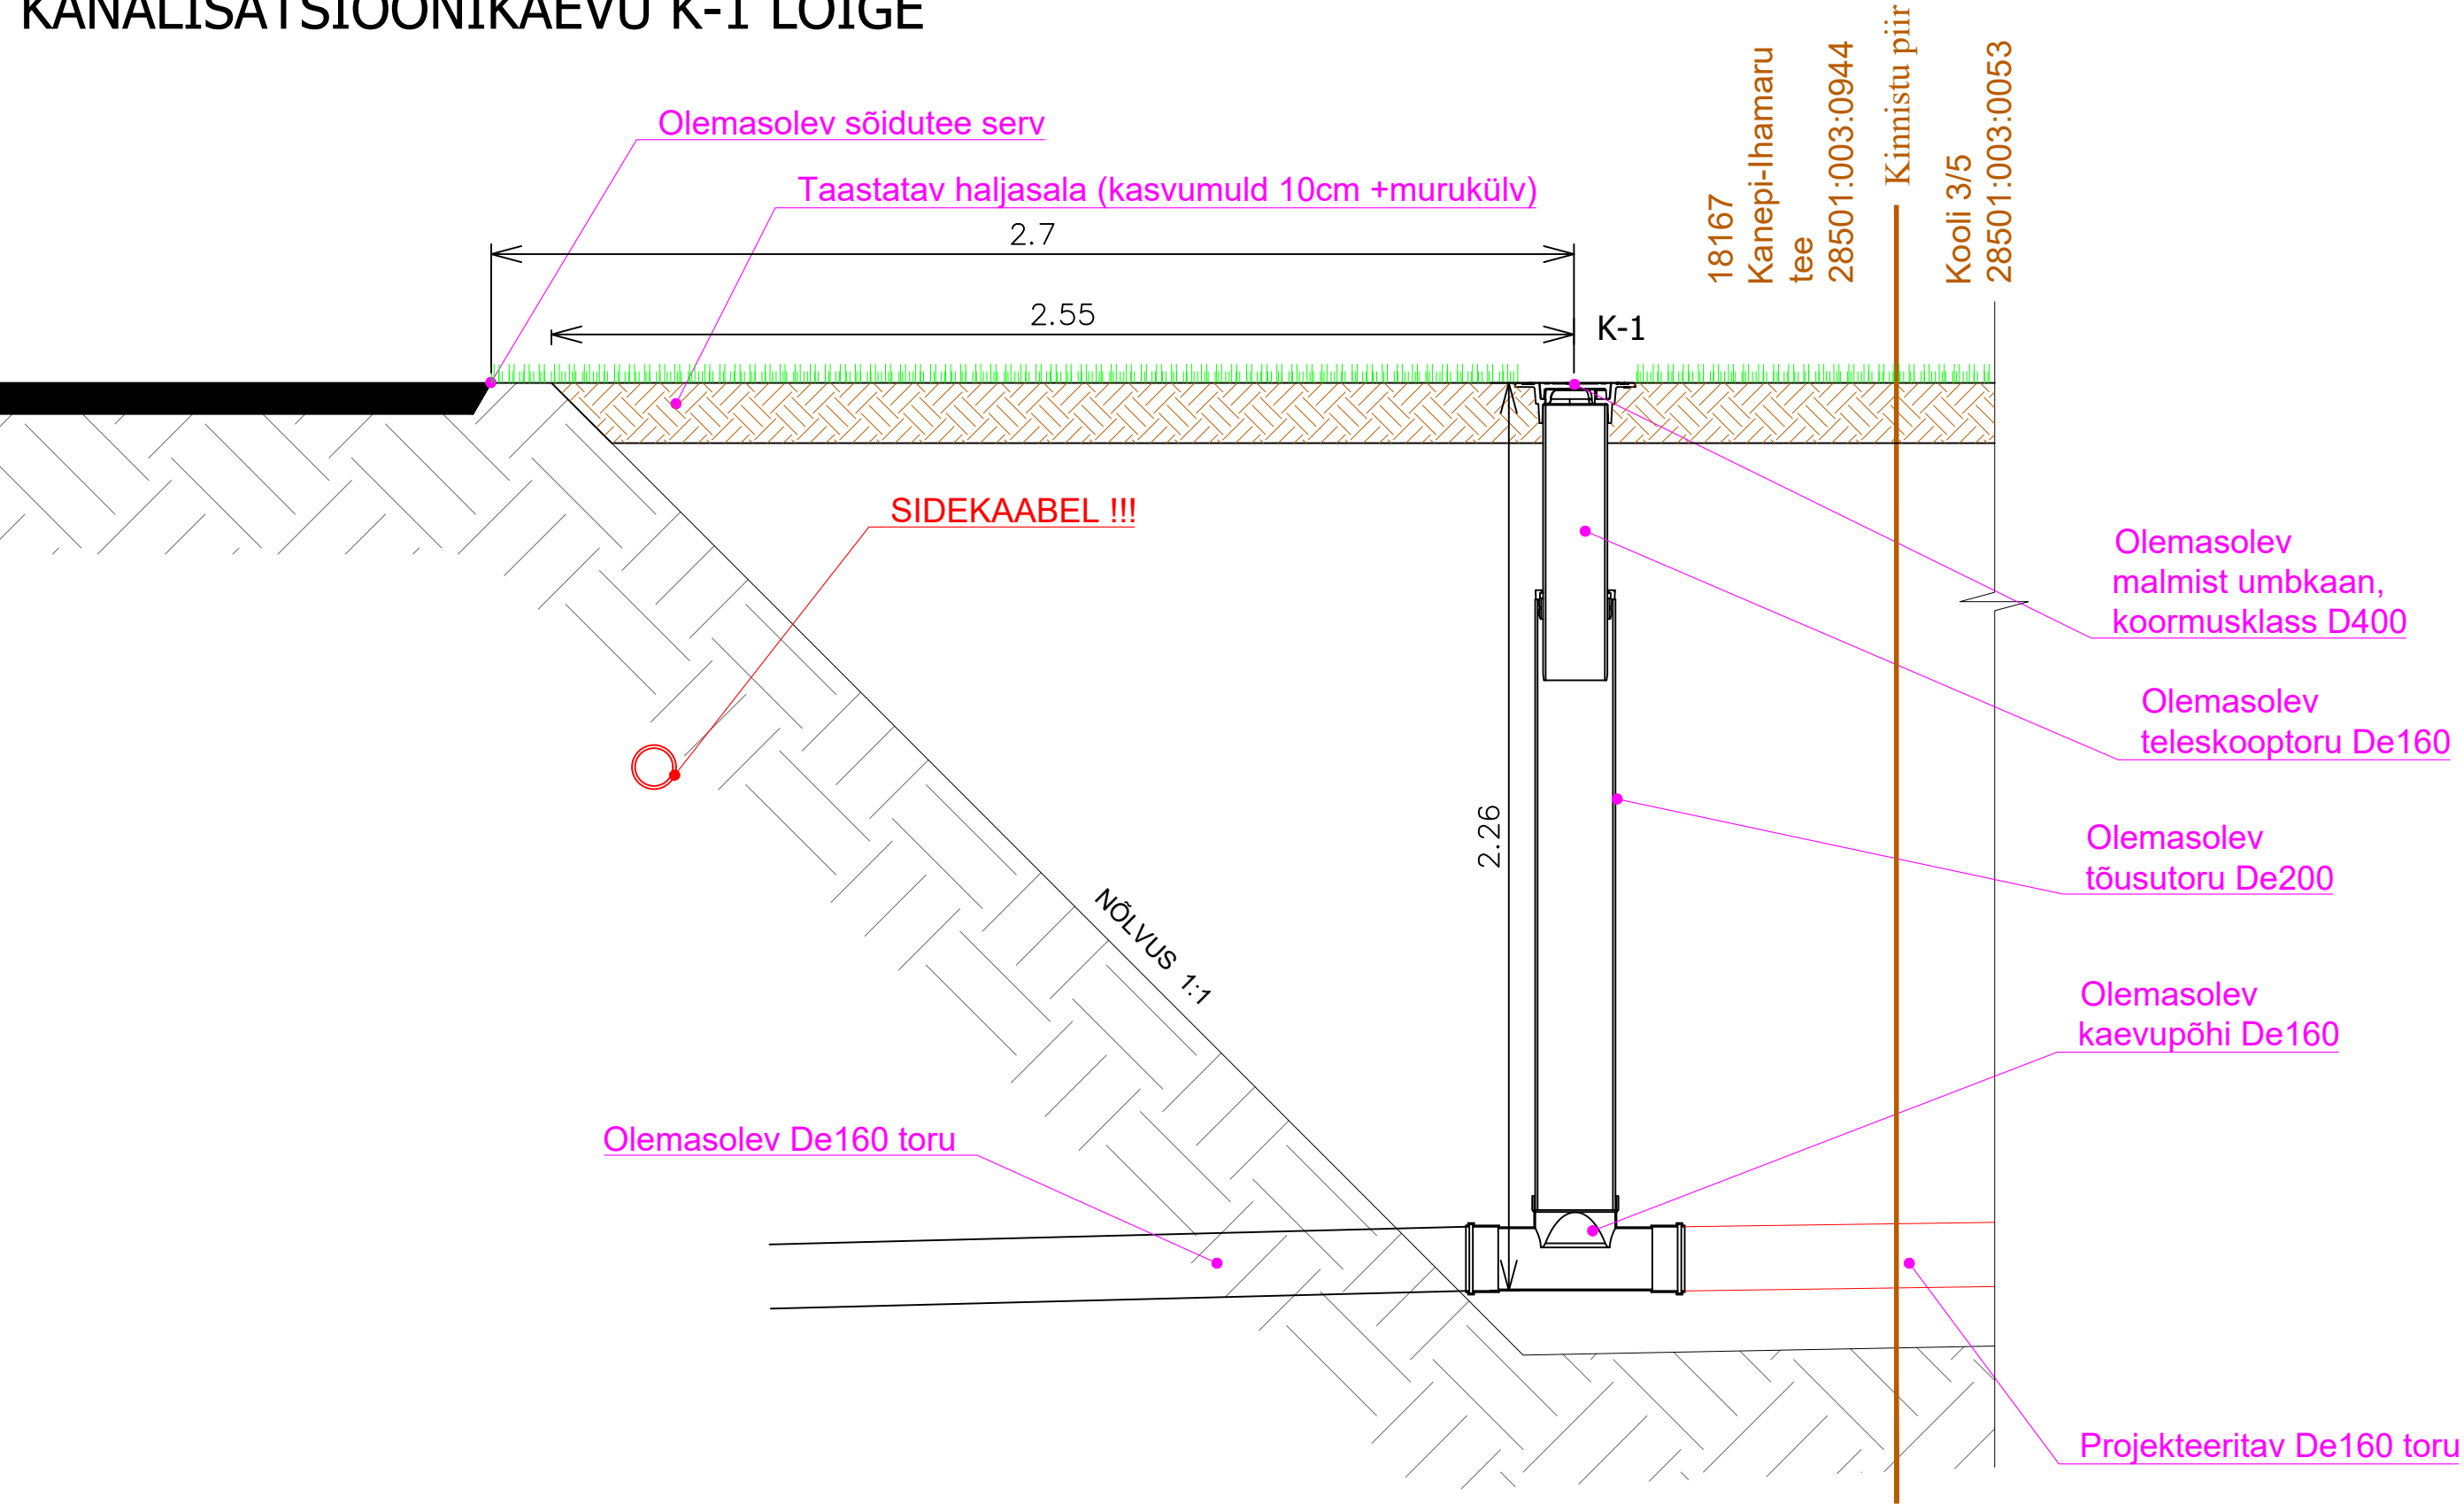 KANALISATSIOONIKAEVU K-1 LÕIGE
Olemasolev sõidutee serv
Taastatav haljasala (kasvumuld 10cm +murukülv)
2.7
2.55
K-1
18167
Kanepi-Ihamaru
tee
28501:003:0944
Kinnistu piir
Kooli 3/5
28501:003:0053
SIDEKAABEL !!!
Olemasolev
malmist umbkaan,
koormusklass D400
Olemasolev
teleskooptoru De160
2.26
Olemasolev
tõusutoru De200
NÕLVUS 1:1
Olemasolev
kaevupõhi De160
Olemasolev De160 toru
Projekteeritav De160 toru